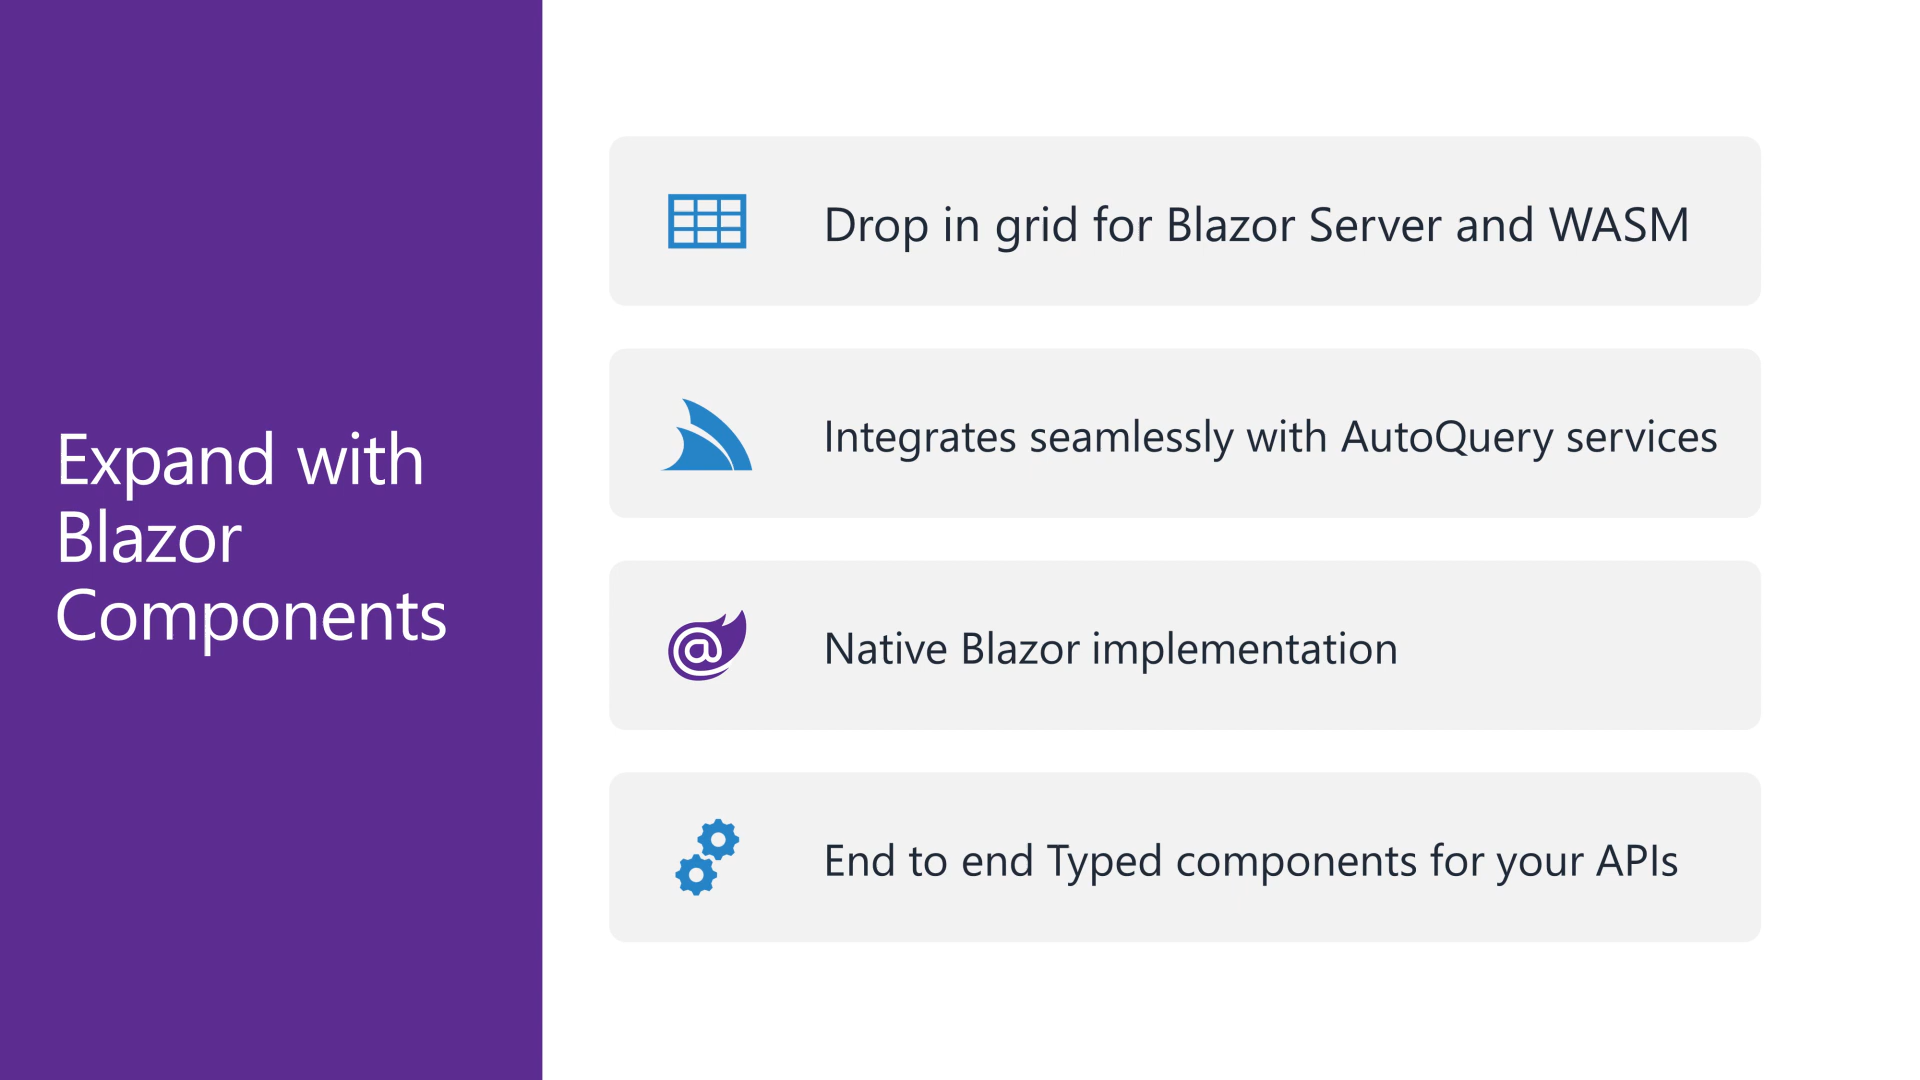 Expand with
Blazor
Components
Drop in grid for Blazor Server and WASM
Integrates seamlessly with AutoQuery services
@
Native Blazor implementation
End to end Typed components for your APIs